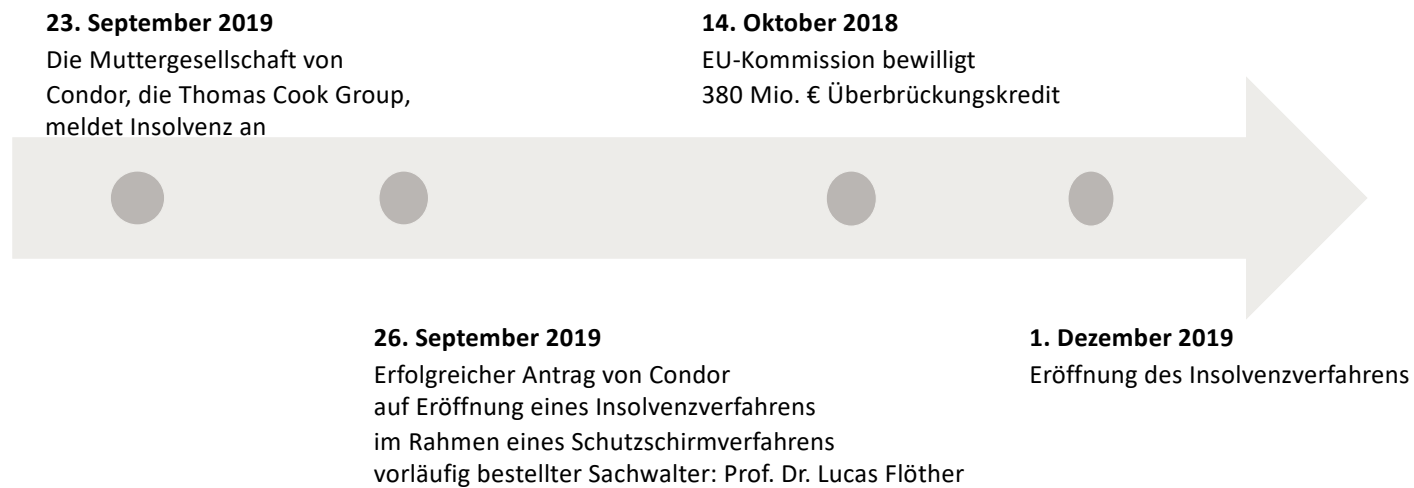 23. September 2019
Die Muttergesellschaft von
Condor, die Thomas Cook Group,
meldet Insolvenz an
14. Oktober 2018
EU-Kommission bewilligt
380 Mio. € Überbrückungskredit
26. September 2019
Erfolgreicher Antrag von Condor
auf Eröffnung eines Insolvenzverfahrens
im Rahmen eines Schutzschirmverfahrens
vorläufig bestellter Sachwalter: Prof. Dr. Lucas Flöther
1. Dezember 2019
Eröffnung des Insolvenzverfahrens